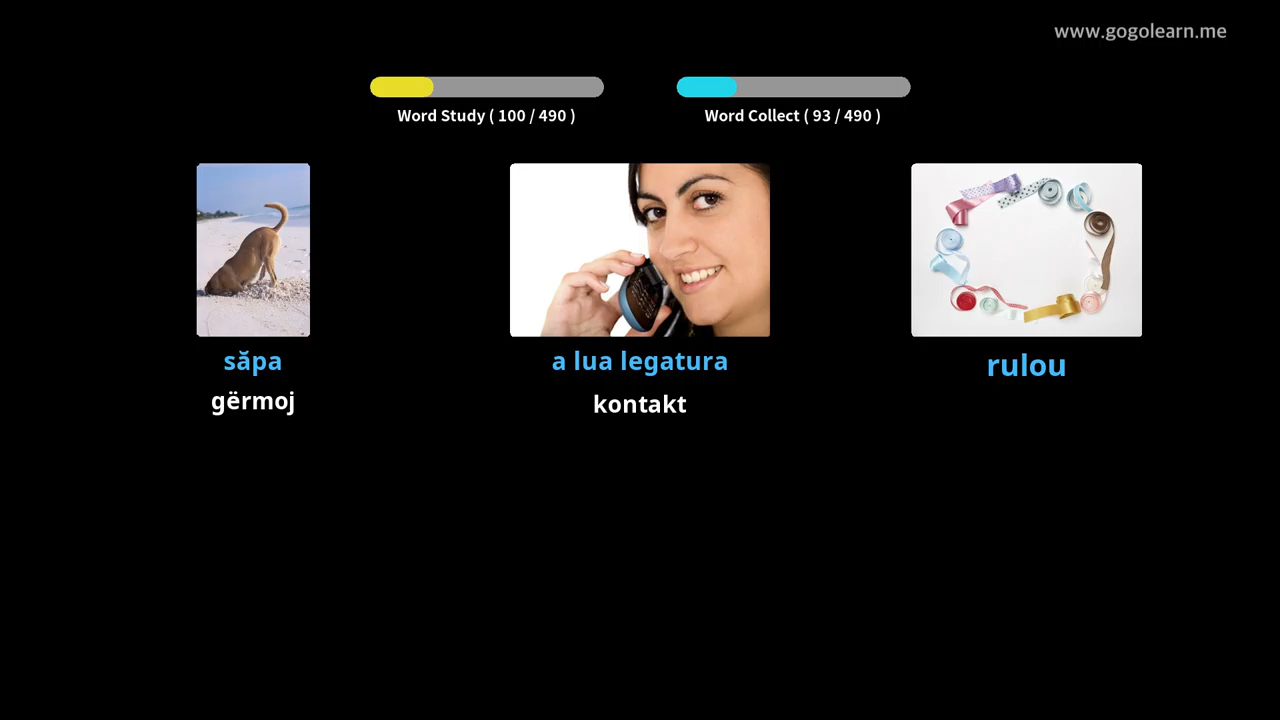 www.gogolearn.me
Word Study ( 100 / 490 )
Word Collect ( 93 / 490 )
săpa
gërmoj
a lua legatura
kontakt
rulou